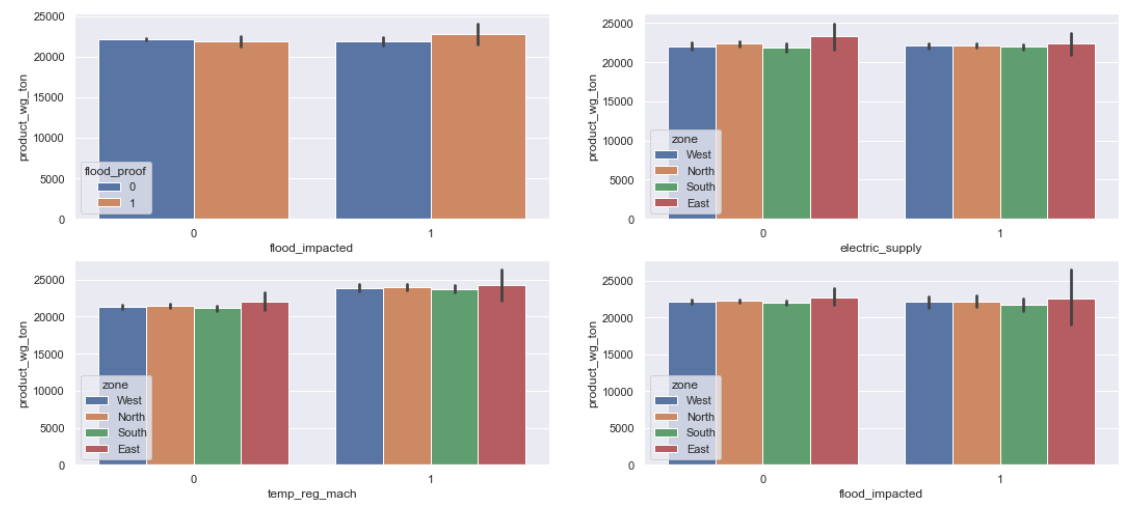 25000
20000
15000
10000
5000
0
product_wg_ton
flood_proof
0
1
0
1
flood_impacted
25000
20000
15000
10000
5000
0
product_wg_ton
zone
West
North
South
East
0
1
electric_supply
25000
20000
15000
10000
5000
0
product_wg_ton
zone
West
North
South
East
0
1
temp_reg_mach
25000
20000
15000
10000
5000
0
product_wg_ton
zone
West
North
South
East
0
1
flood_impacted